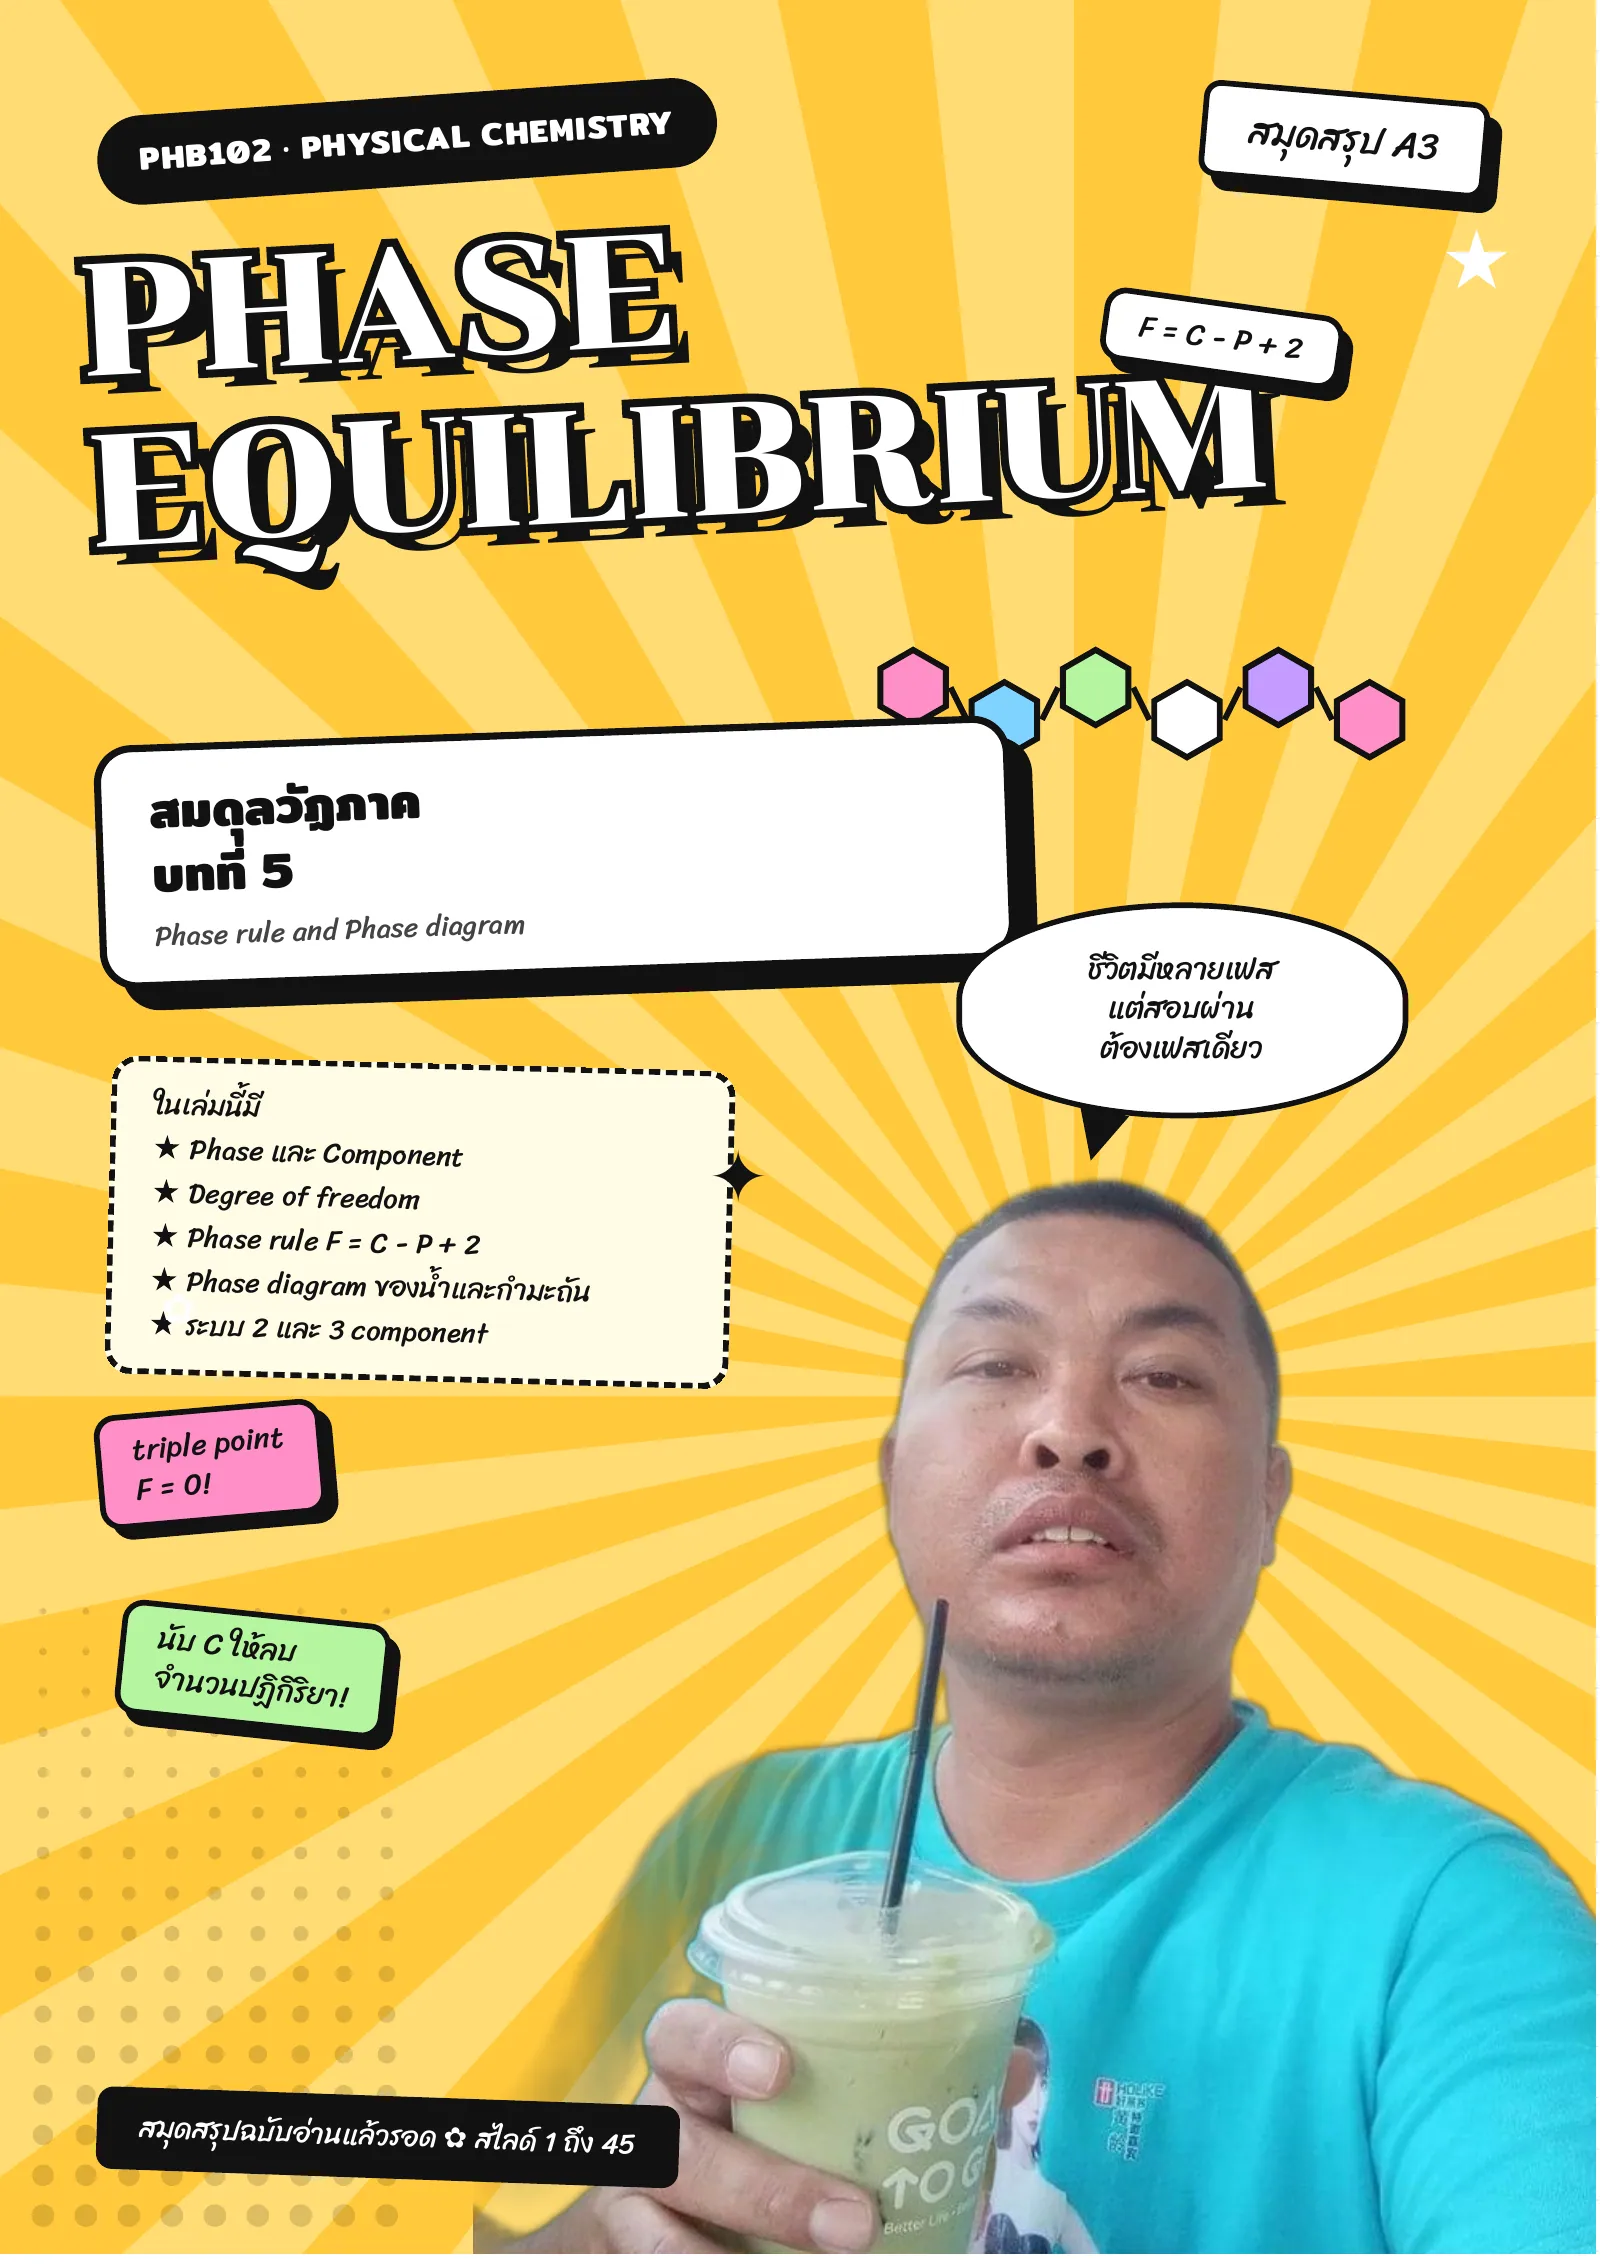 PHB102 · PHYSICAL CHEMISTRY
สมุดสรุป A3
PHASE
F = C - P + 2
EQUILIBRIUM
สมดุลวัฏภาค
บทที่ 5
Phase rule and Phase diagram
ชีวิตมีหลายเฟส
แต่สอบผ่าน
ต้องเฟสเดียว
ในเล่มนี้มี
★ Phase และ Component
★ Degree of freedom
★ Phase rule F = C - P + 2
★ Phase diagram ของน้ำและกำมะถัน
★ ระบบ 2 และ 3 component
triple point
F = 0!
นับ C ให้ลบ
จำนวนปฏิกิริยา!
สมุดสรุปฉบับอ่านแล้วรอด ✿ สไลด์ 1 ถึง 45
TO
Better Life